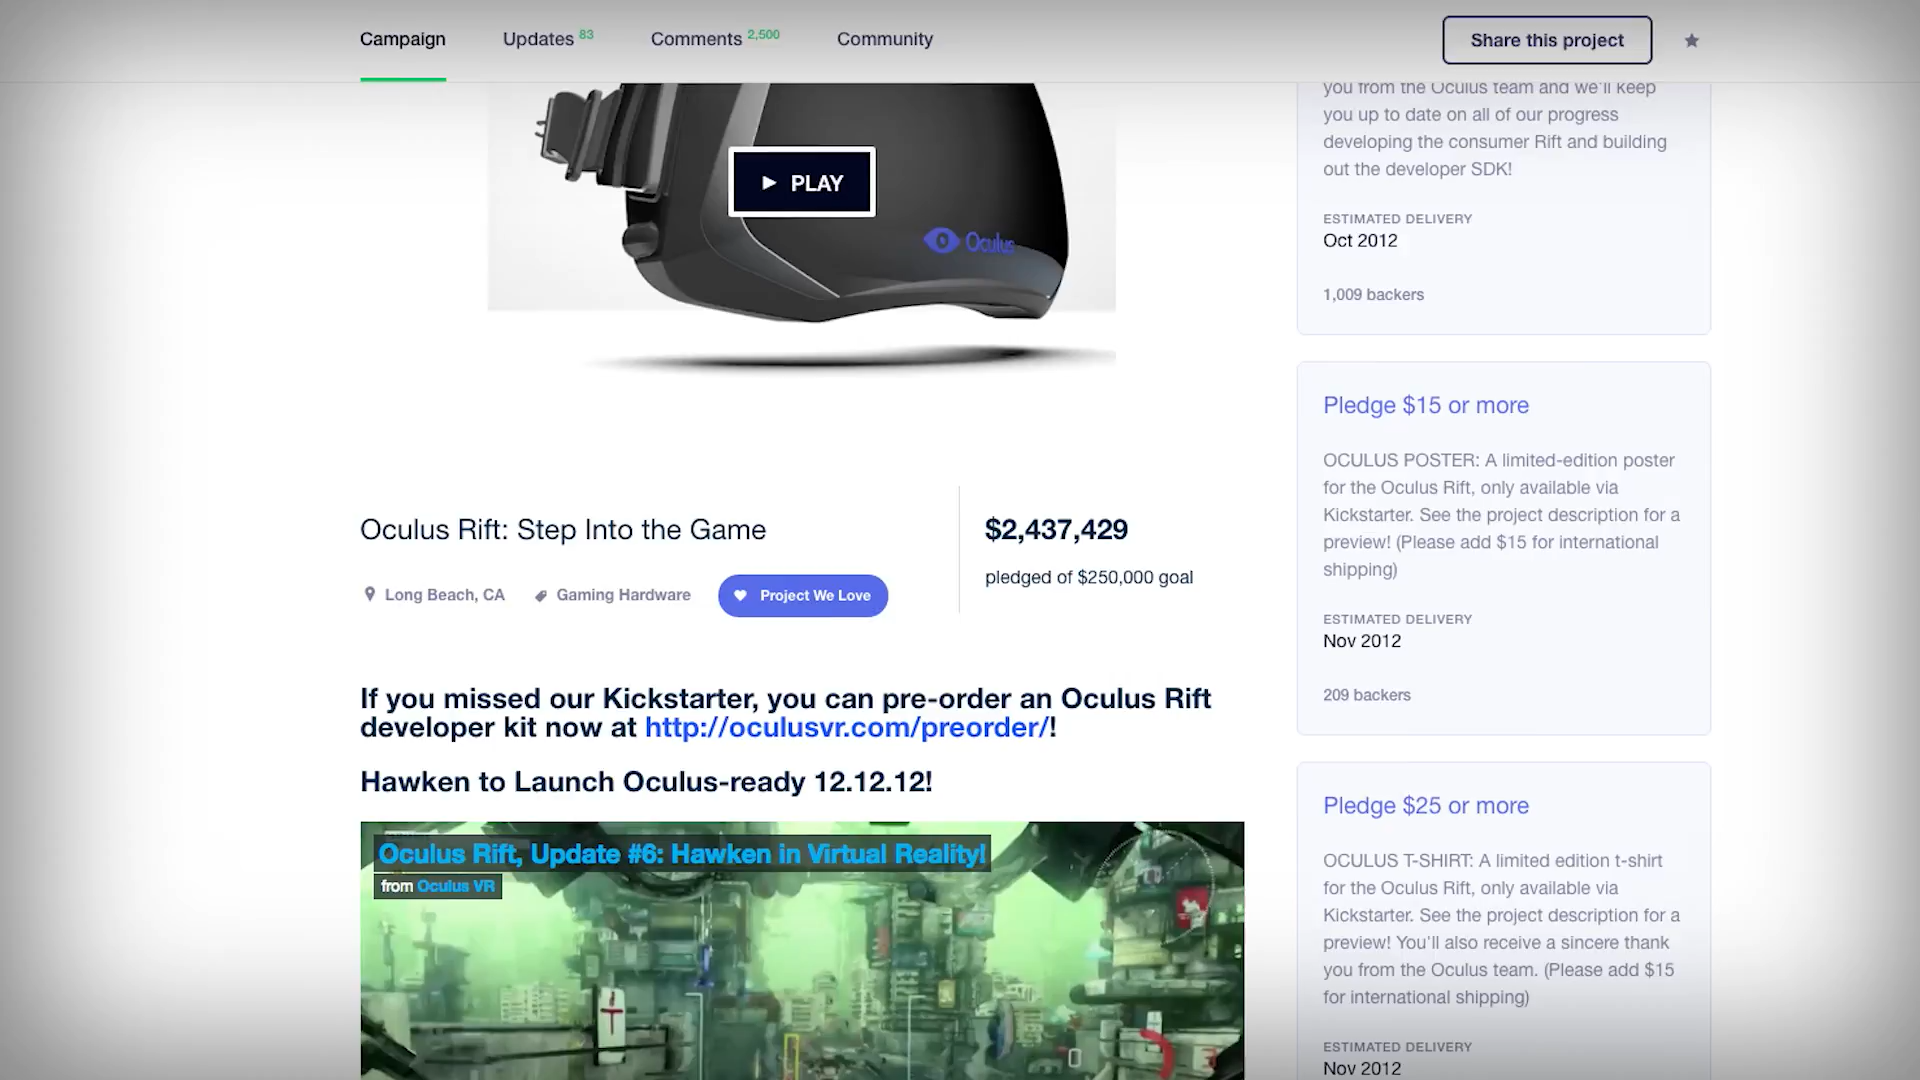 Campaign
Updates 83
Comments 2,500
Community
Share this project
PLAY
Oculus
Oculus Rift: Step Into the Game
Long Beach, CA
Gaming Hardware
Project We Love
$2,437,429
pledged of $250,000 goal
If you missed our Kickstarter, you can pre-order an Oculus Rift
developer kit now at http://oculusvr.com/preorder/!
Hawken to Launch Oculus-ready 12.12.12!
Oculus Rift, Update #6: Hawken in Virtual Reality!
from Oculus VR
you from the Oculus team and we'll keep
you up to date on all of our progress
developing the consumer Rift and building
out the developer SDK!
ESTIMATED DELIVERY
Oct 2012
1,009 backers
Pledge $15 or more
OCULUS POSTER: A limited-edition poster
for the Oculus Rift, only available via
Kickstarter. See the project description for a
preview! (Please add $15 for international
shipping)
ESTIMATED DELIVERY
Nov 2012
209 backers
Pledge $25 or more
OCULUS T-SHIRT: A limited edition t-shirt
for the Oculus Rift, only available via
Kickstarter. See the project description for a
preview! You'll also receive a sincere thank
you from the Oculus team. (Please add $15
for international shipping)
ESTIMATED DELIVERY
Nov 2012